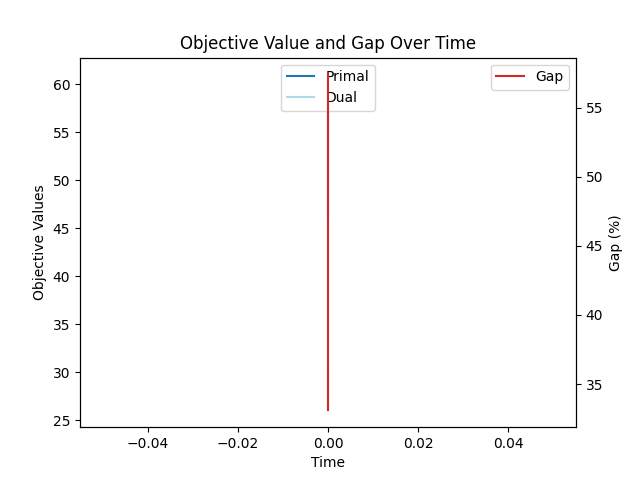 Objective Value and Gap Over Time
Primal
Dual
Gap
Objective Values
60
55
50
45
40
35
30
25
Gap (%)
55
50
45
40
35
−0.04
−0.02
0.00
0.02
0.04
Time